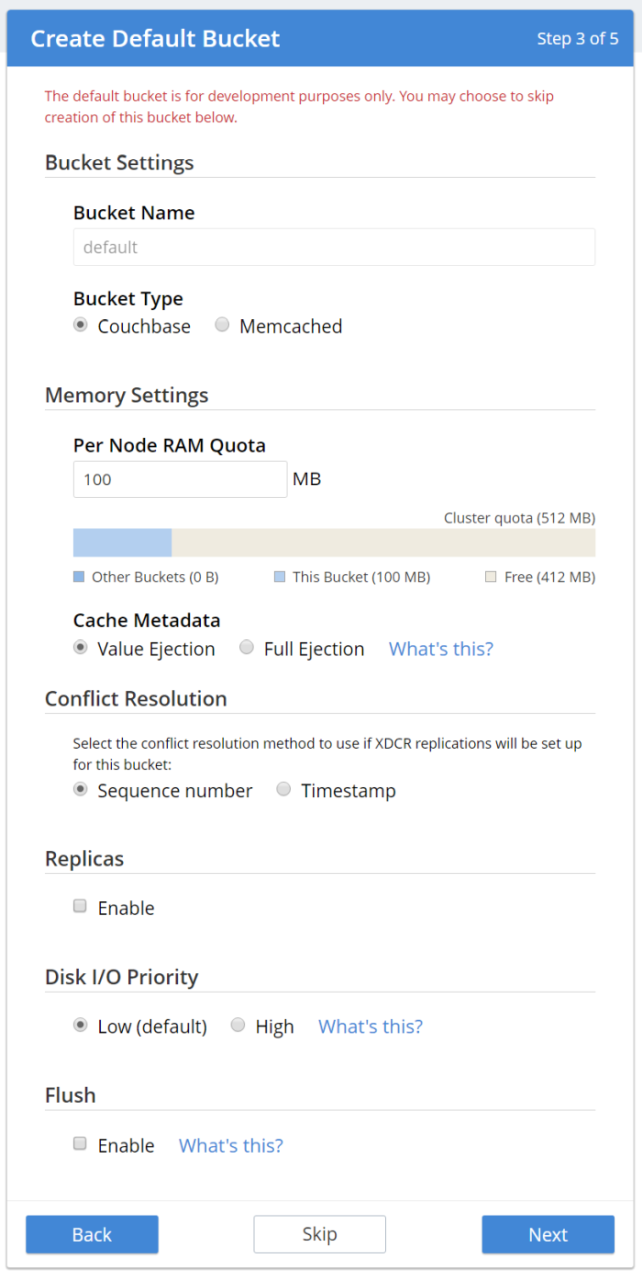 Create Default Bucket Step 3 of 5
The default bucket is for development purposes only. You may choose to skip
creation of this bucket below.
Bucket Settings
Bucket Name
default
Bucket Type
Couchbase Memcached
Memory Settings
Per Node RAM Quota
100 MB
Cluster quota (512 MB)
Other Buckets (0 B) This Bucket (100 MB) Free (412 MB)
Cache Metadata
Value Ejection Full Ejection What's this?
Conflict Resolution
Select the conflict resolution method to use if XDCR replications will be set up
for this bucket:
Sequence number Timestamp
Replicas
Enable
Disk I/O Priority
Low (default) High What's this?
Flush
Enable What's this?
Back Skip Next